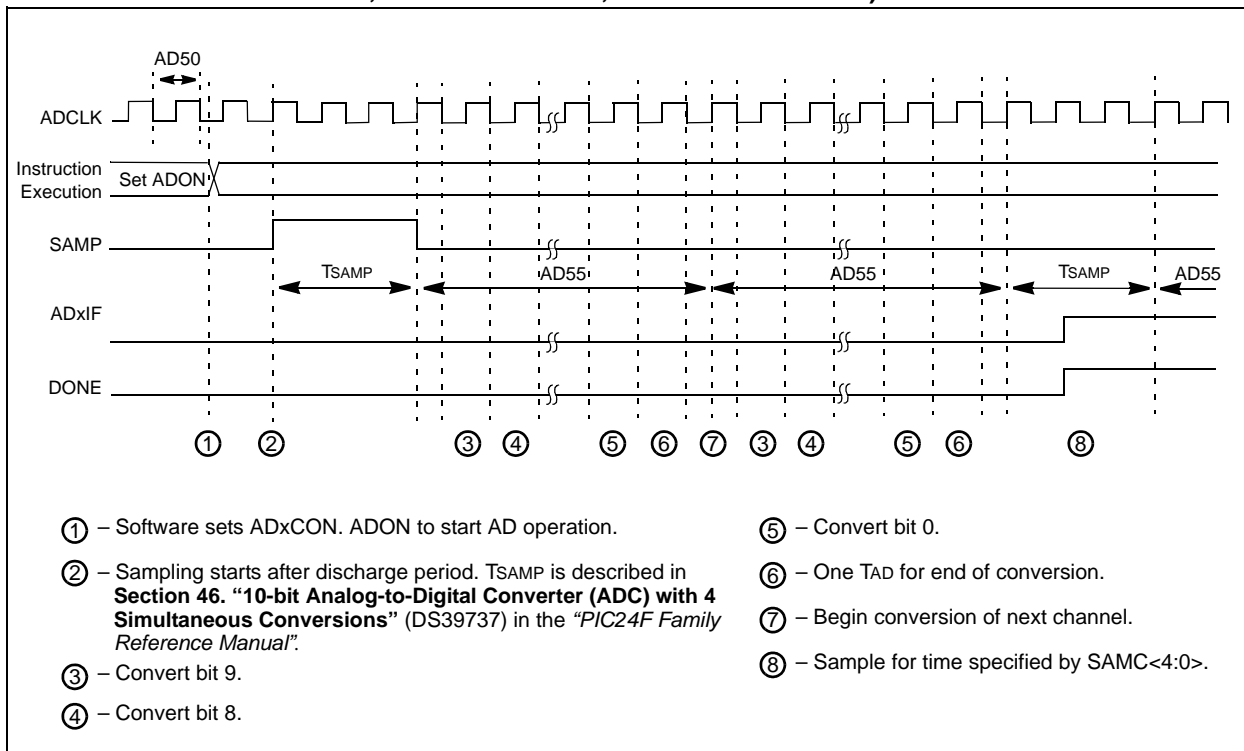 AD50
ADCLK
Instruction
Execution
Set ADON
SAMP
TSAMP
AD55
AD55
TSAMP
AD55
ADxIF
DONE
1 2 3 4 5 6 7 3 4 5 6 8
1 – Software sets ADxCON. ADON to start AD operation.
2 – Sampling starts after discharge period. TSAMP is described in
Section 46. “10-bit Analog-to-Digital Converter (ADC) with 4
Simultaneous Conversions” (DS39737) in the “PIC24F Family
Reference Manual”.
3 – Convert bit 9.
4 – Convert bit 8.
5 – Convert bit 0.
6 – One TAD for end of conversion.
7 – Begin conversion of next channel.
8 – Sample for time specified by SAMC<4:0>.